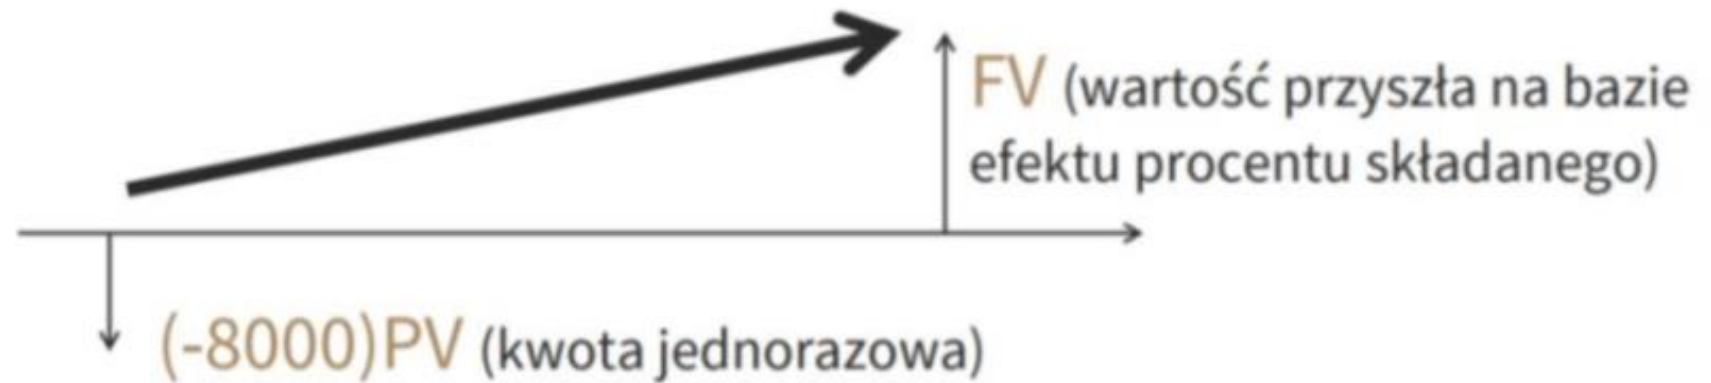 FV (wartość przyszła na bazie
efektu procentu składanego)
(-8000)PV (kwota jednorazowa)